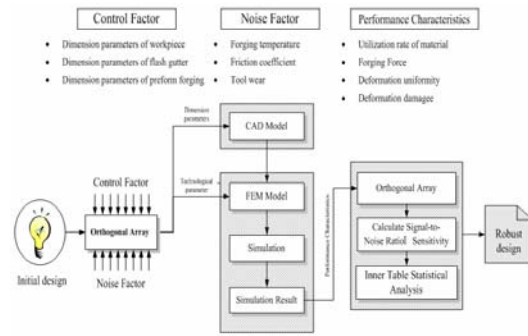 Control Factor
Noise Factor
Performance Characteristics
• Dimension parameters of workpiece
• Dimension parameters of flash gutter
• Dimension parameters of preform forging
• Forging temperature
• Friction coefficient
• Tool wear
• Utilization rate of material
• Forging Force
• Deformation uniformity
• Deformation damagee
Dimension
parameters
CAD Model
Control Factor
Technological
parameter
FEM Model
Orthogonal Array
Initial design
Noise Factor
Simulation
Simulation Result
Performance Characteristics
Orthogonal Array
Calculate Signal-to
Noise Ratio Sensitivity
Inner Table Statistical
Analysis
Robust
design